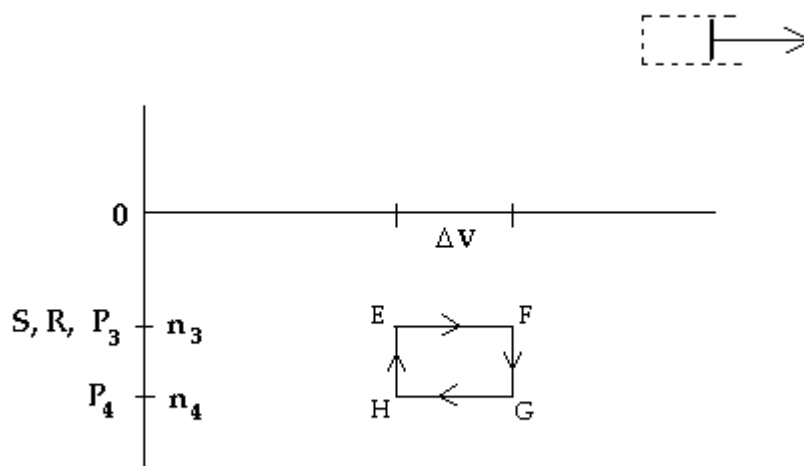 0
Δv
S, R, P₃ n₃
E F
P₄ n₄
H G